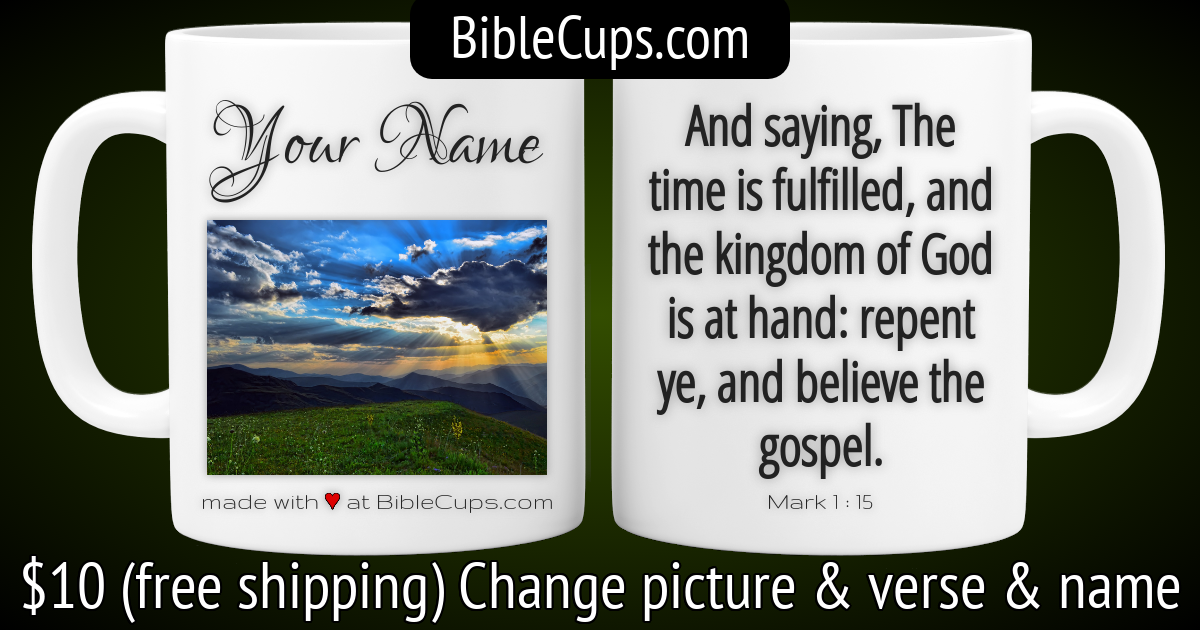 BibleCups.com
Your Name
made with ♥ at BibleCups.com
And saying, The
time is fulfilled, and
the kingdom of God
is at hand: repent
ye, and believe the
gospel.
Mark 1 : 15
$10 (free shipping) Change picture & verse & name